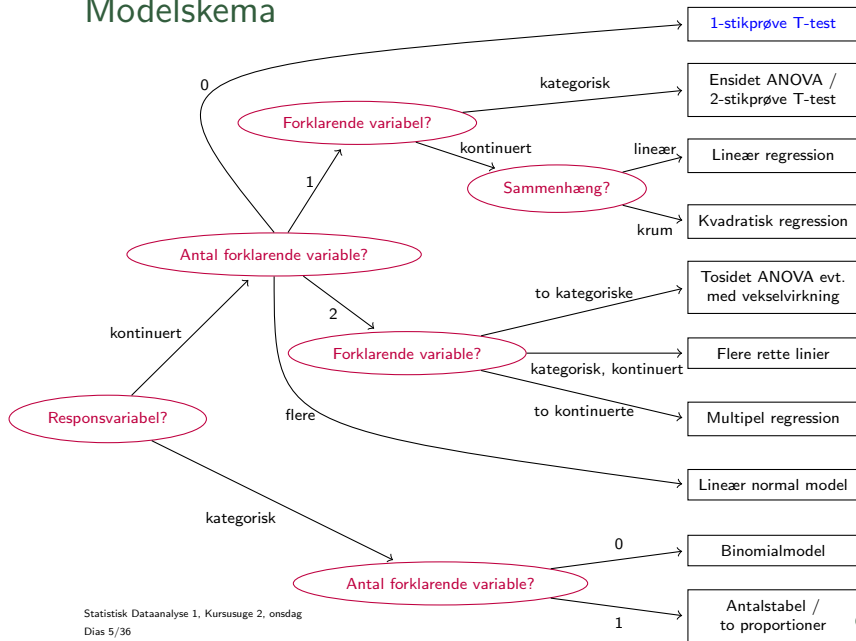 Modelskema
1-stikprøve T-test
0
kategorisk
Ensidet ANOVA /
2-stikprøve T-test
Forklarende variabel?
kontinuert
lineær
Lineær regression
1
Sammenhæng?
krum
Kvadratisk regression
Antal forklarende variable?
Tosidet ANOVA evt.
med vekselvirkning
to kategoriske
2
kontinuert
Forklarende variable?
Flere rette linier
kategorisk, kontinuert
to kontinuerte
Multipel regression
Responsvariabel?
flere
Lineær normal model
kategorisk
0
Binomialmodel
Antal forklarende variable?
1
Antalstabel /
to proportioner
Statistisk Dataanalyse 1, Kursusuge 2, onsdag
Dias 5/36